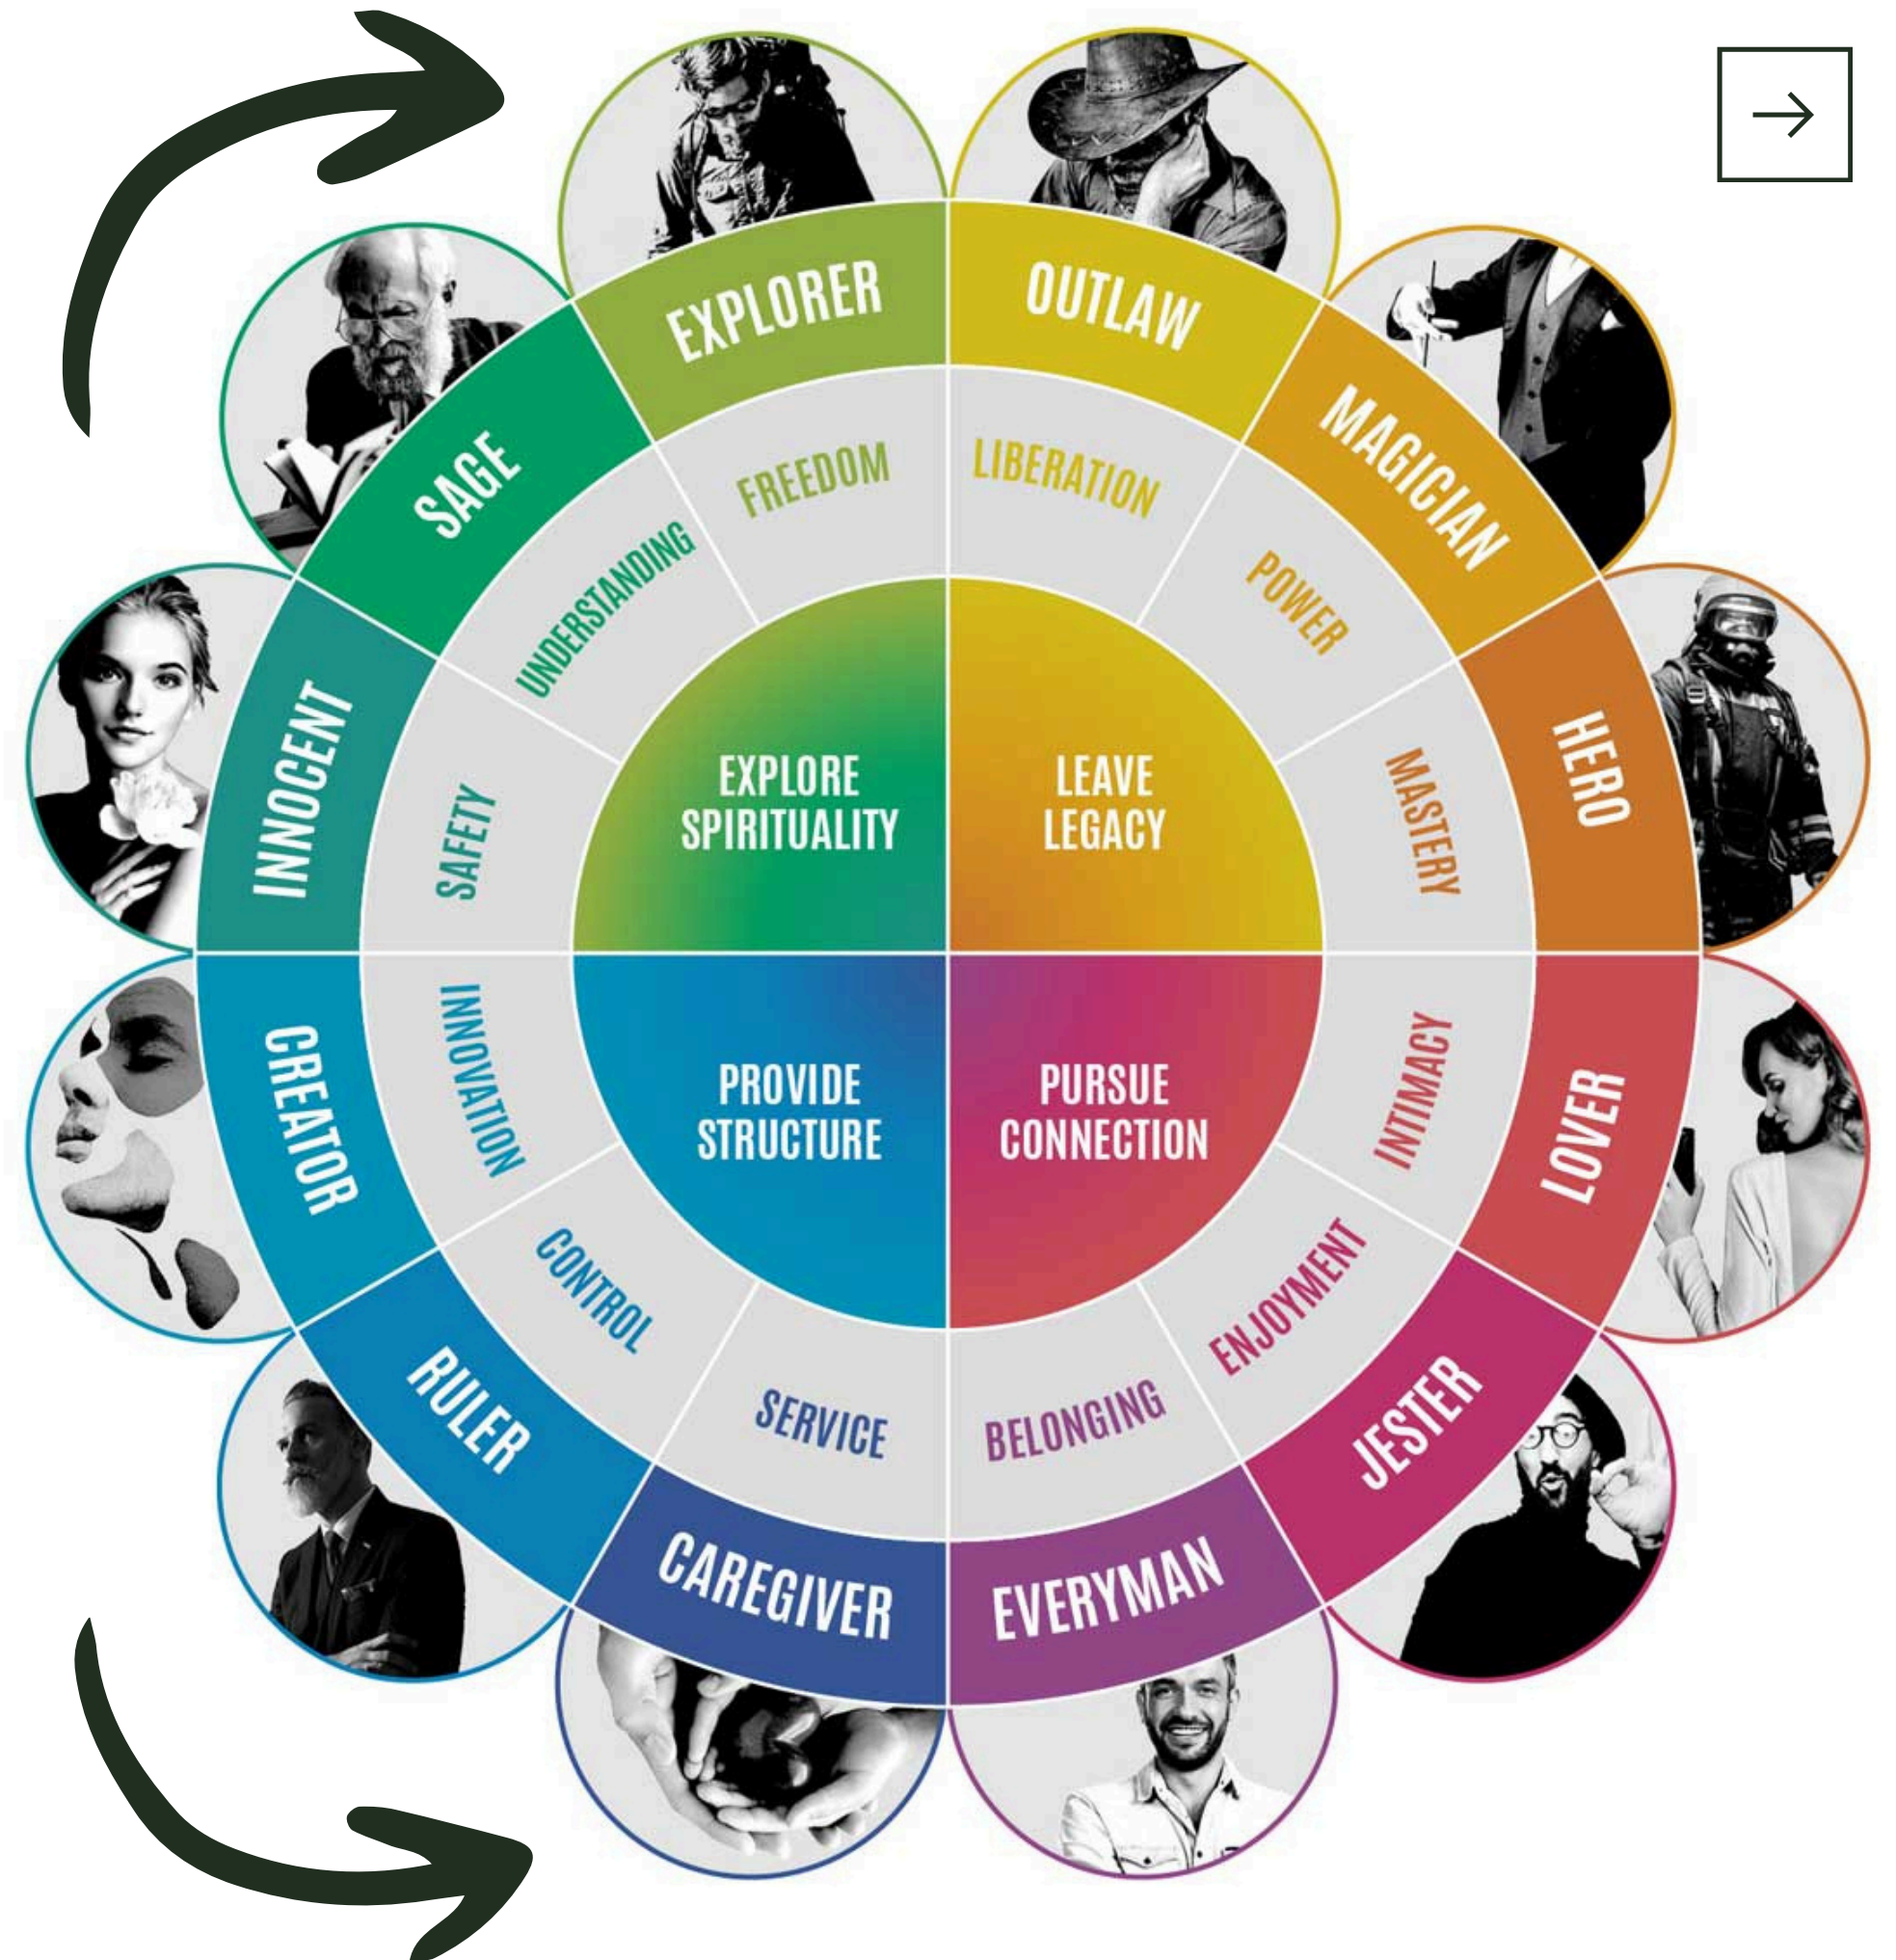 EXPLORER
OUTLAW
MAGICIAN
HERO
LOVER
JESTER
EVERYMAN
CAREGIVER
RULER
CREATOR
INNOCENT
SAGE
FREEDOM
LIBERATION
POWER
MASTERY
INTIMACY
ENJOYMENT
BELONGING
SERVICE
CONTROL
INNOVATION
SAFETY
UNDERSTANDING
EXPLORE
SPIRITUALITY
LEAVE
LEGACY
PROVIDE
STRUCTURE
PURSUE
CONNECTION